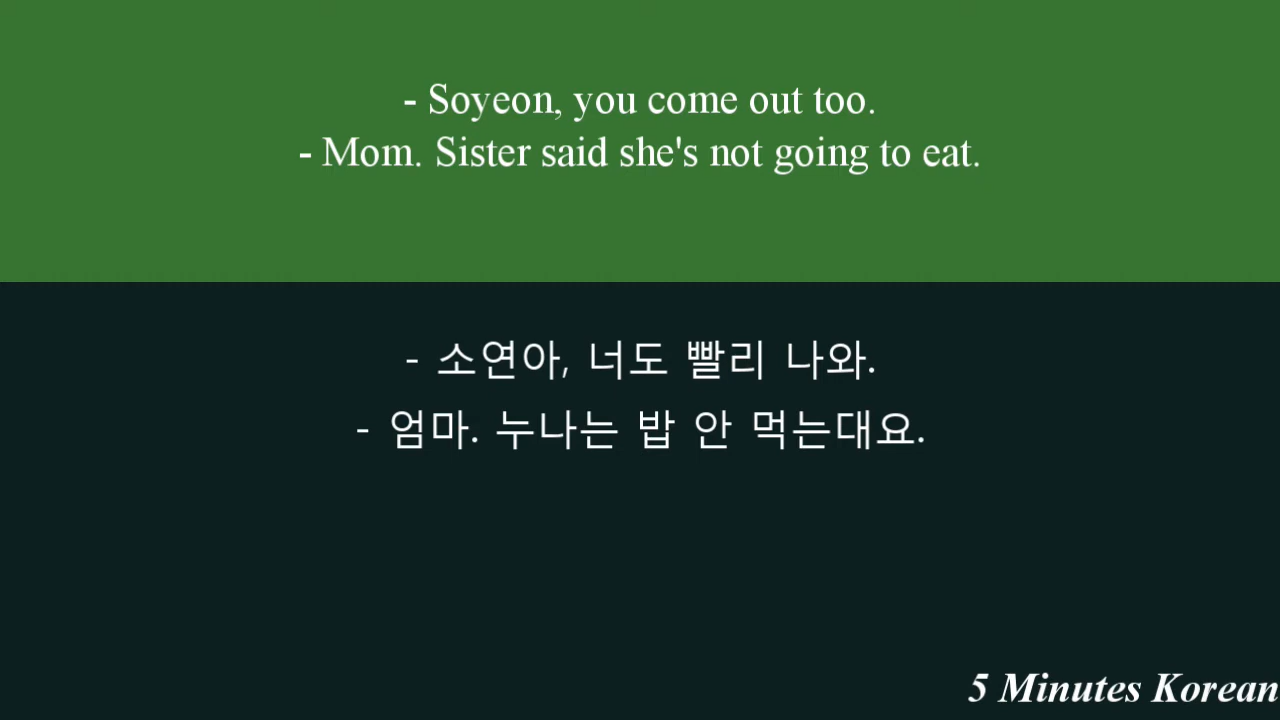 - Soyeon, you come out too.
- Mom. Sister said she's not going to eat.
- 소연아, 너도 빨리 나와.
- 엄마. 누나는 밥 안 먹는대요.
5 Minutes Korean